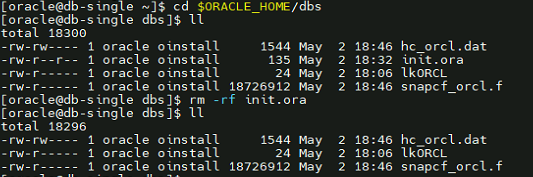 [oracle@db-single ~]$ cd $ORACLE_HOME/dbs
[oracle@db-single dbs]$ ll
total 18300
-rw-rw---- 1 oracle oinstall     1544 May  2 18:46 hc_orcl.dat
-rw-r--r-- 1 oracle oinstall      135 May  2 18:32 init.ora
-rw-r----- 1 oracle oinstall       24 May  2 18:06 lkORCL
-rw-r----- 1 oracle oinstall 18726912 May  2 18:46 snapcf_orcl.f
[oracle@db-single dbs]$ rm -rf init.ora
[oracle@db-single dbs]$ ll
total 18296
-rw-rw---- 1 oracle oinstall     1544 May  2 18:46 hc_orcl.dat
-rw-r----- 1 oracle oinstall       24 May  2 18:06 lkORCL
-rw-r----- 1 oracle oinstall 18726912 May  2 18:46 snapcf_orcl.f